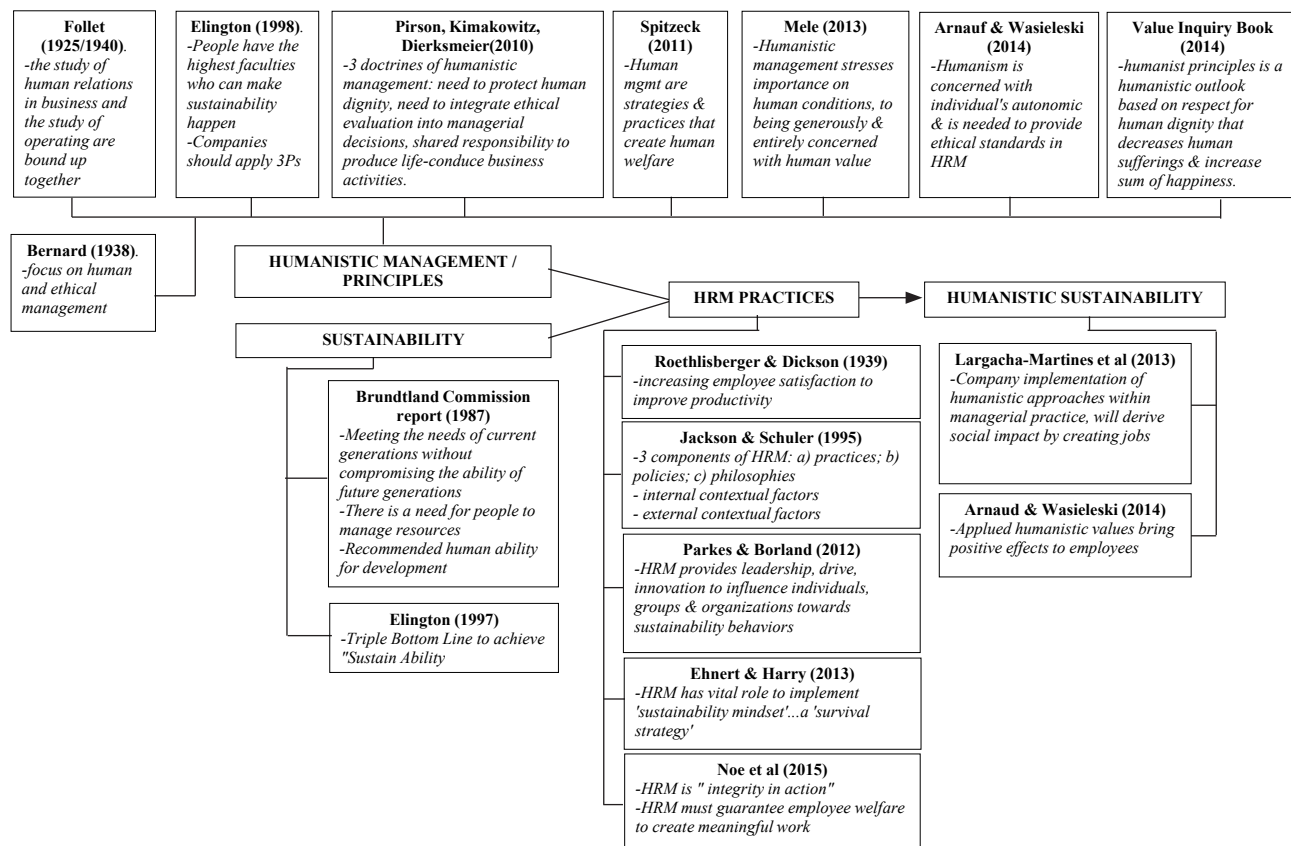 Follet
(1925/1940).
-the study of
human relations
in business and
the study of
operating are
bound up
together
Elington (1998).
-People have the
highest faculties
who can make
sustainability
happen
-Companies
should apply 3Ps
Pirson, Kimakowitz,
Dierksmeier(2010)
-3 doctrines of humanistic
management: need to protect human
dignity, need to integrate ethical
evaluation into managerial
decisions, shared responsibility to
produce life-conduce business
activities.
Spitzeck
(2011)
-Human
mgmt are
strategies &
practices that
create human
welfare
Mele (2013)
-Humanistic
management stresses
importance on
human conditions, to
being generously &
entirely concerned
with human value
Arnauf & Wasieleski
(2014)
-Humanism is
concerned with
individual's autonomic
& is needed to provide
ethical standards in
HRM
Value Inquiry Book
(2014)
-humanist principles is a
humanistic outlook
based on respect for
human dignity that
decreases human
sufferings & increase
sum of happiness.
Bernard (1938).
-focus on human
and ethical
management
HUMANISTIC MANAGEMENT /
PRINCIPLES
SUSTAINABILITY
HRM PRACTICES
HUMANISTIC SUSTAINABILITY
Brundtland Commission
report (1987)
-Meeting the needs of current
generations without
compromising the ability of
future generations
-There is a need for people to
manage resources
-Recommended human ability
for development
Elington (1997)
-Triple Bottom Line to achieve
"Sustain Ability
Roethlisberger & Dickson (1939)
-increasing employee satisfaction to
improve productivity
Jackson & Schuler (1995)
-3 components of HRM: a) practices; b)
policies; c) philosophies
- internal contextual factors
- external contextual factors
Parkes & Borland (2012)
-HRM provides leadership, drive,
innovation to influence individuals,
groups & organizations towards
sustainability behaviors
Ehnert & Harry (2013)
-HRM has vital role to implement
'sustainability mindset'...a 'survival
strategy'
Noe et al (2015)
-HRM is " integrity in action"
-HRM must guarantee employee welfare
to create meaningful work
Largacha-Martines et al (2013)
-Company implementation of
humanistic approaches within
managerial practice, will derive
social impact by creating jobs
Arnaud & Wasieleski (2014)
-Applued humanistic values bring
positive effects to employees